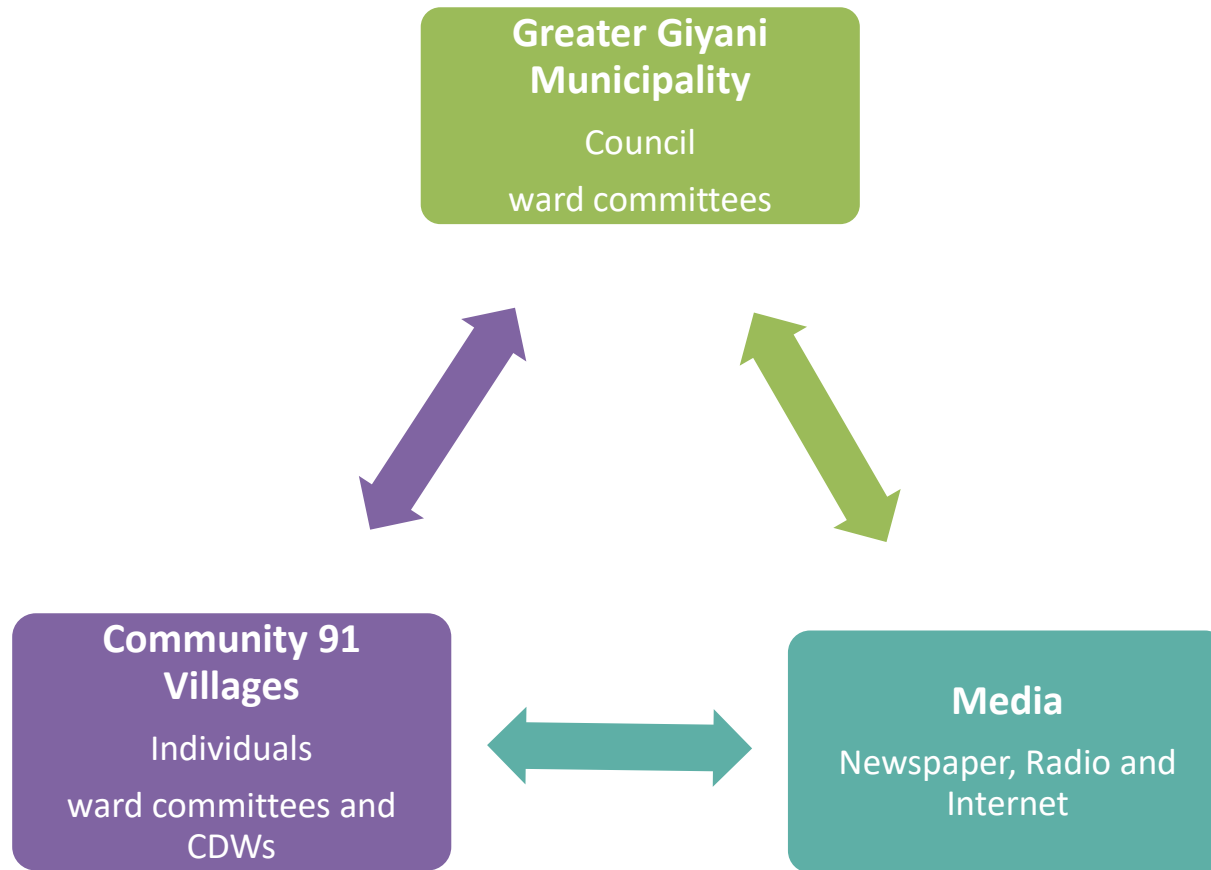 Greater Giyani
Municipality
Council
ward committees
Community 91
Villages
Individuals
ward committees and
CDWs
Media
Newspaper, Radio and
Internet